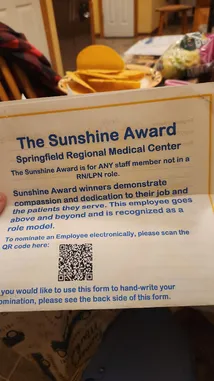 The Sunshine Award
Springfield Regional Medical Center
The Sunshine Award is for ANY staff member not in a
RN/LPN role.
Sunshine Award winners demonstrate
compassion and dedication to their job and
the patients they serve. This employee goes
above and beyond and is recognized as a
role model.
To nominate an Employee electronically, please scan the
QR code here:
you would like to use this form to hand-write your
omination, please see the back side of this form.